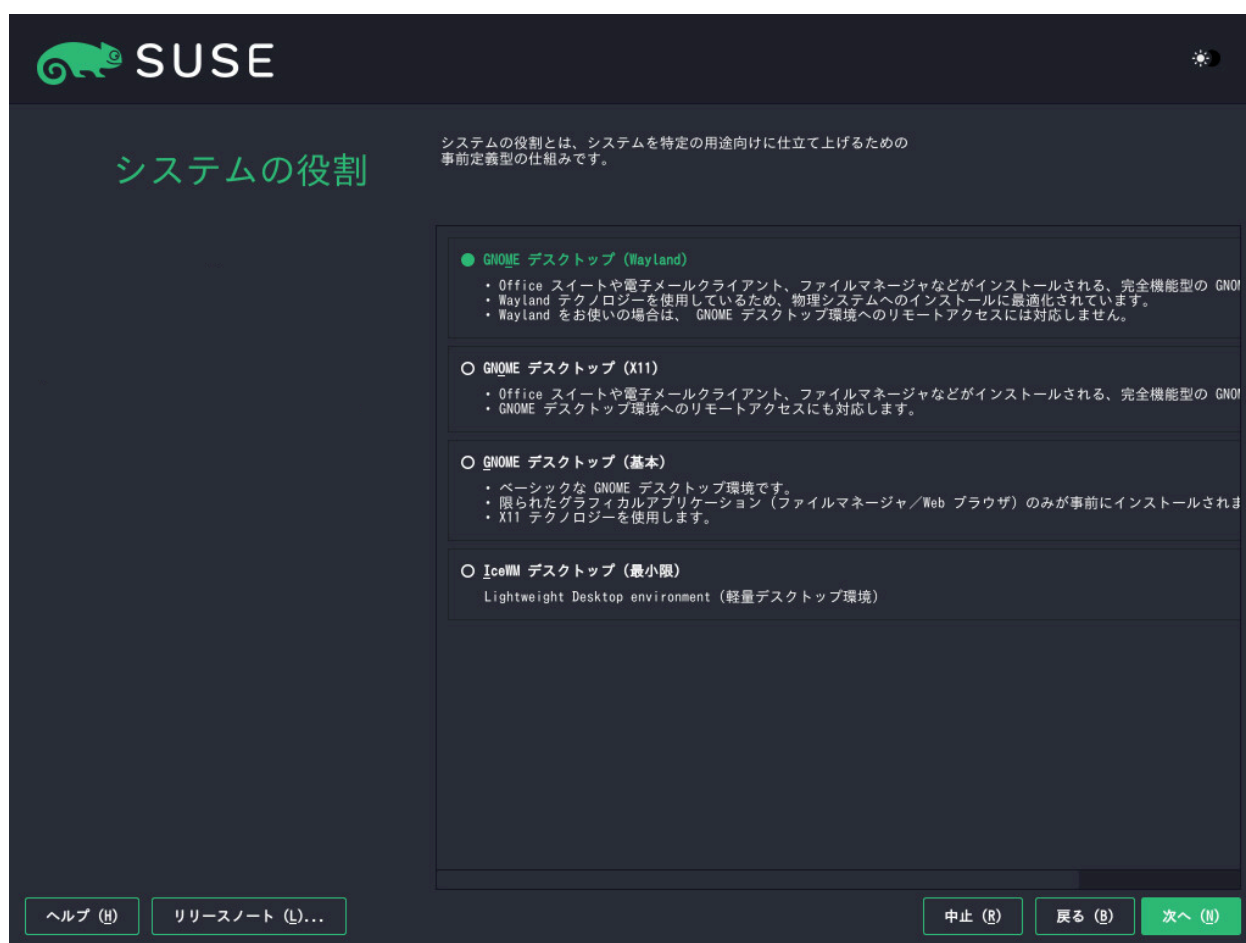 SUSE
システムの役割
システムの役割とは、システムを特定の用途向けに仕立て上げるための
事前定義型の仕組みです。
GNOME デスクトップ (Wayland)
・Office スイートや電子メールクライアント、ファイルマネージャなどがインストールされる、完全機能型の GNOM
・Wayland テクノロジーを使用しているため、物理システムへのインストールに最適化されています。
・Wayland をお使いの場合は、 GNOME デスクトップ環境へのリモートアクセスには対応しません。
GNOME デスクトップ (X11)
・Office スイートや電子メールクライアント、ファイルマネージャなどがインストールされる、完全機能型の GNOM
・GNOME デスクトップ環境へのリモートアクセスにも対応します。
GNOME デスクトップ (基本)
・ベーシックな GNOME デスクトップ環境です。
・限られたグラフィカルアプリケーション (ファイルマネージャ/Web ブラウザ) のみが事前にインストールされま
・X11 テクノロジーを使用します。
IceWM デスクトップ (最小限)
Lightweight Desktop environment (軽量デスクトップ環境)
ヘルプ (H)
リリースノート (L)...
中止 (R)
戻る (B)
次へ (N)